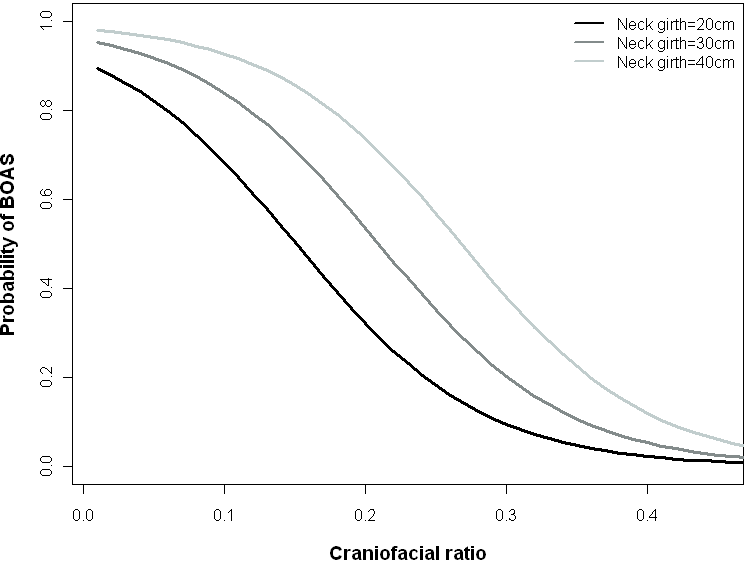 Neck girth=20cm
Neck girth=30cm
Neck girth=40cm
Probability of BOAS
1.0
0.8
0.6
0.4
0.2
0.0
0.0 0.1 0.2 0.3 0.4
Craniofacial ratio